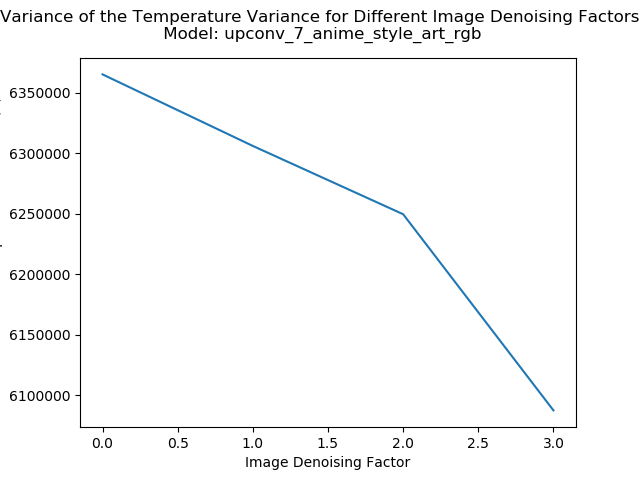 Variance of the Temperature Variance for Different Image Denoising Factors
Model: upconv_7_anime_style_art_rgb
6350000
6300000
6250000
6200000
6150000
6100000
0.0 0.5 1.0 1.5 2.0 2.5 3.0
Image Denoising Factor